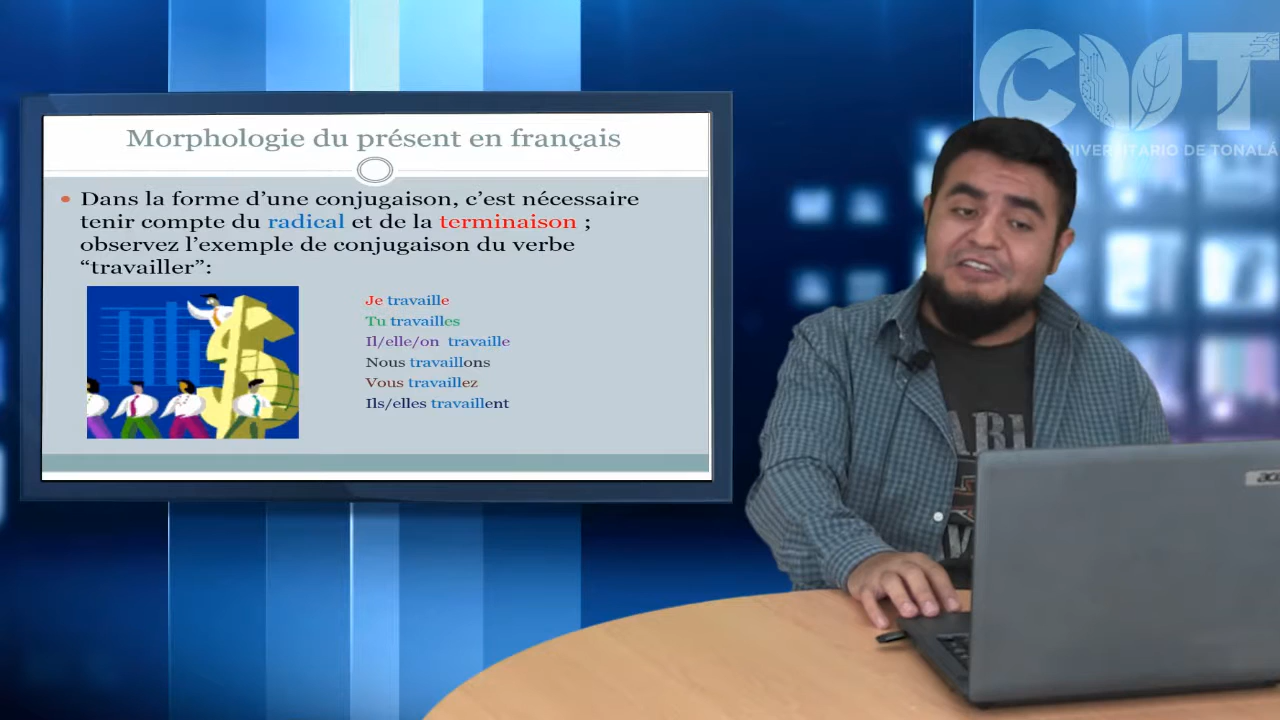 CUT
UNIVERSITARIO DE TONALÁ
Morphologie du présent en français
Dans la forme d’une conjugaison, c’est nécessaire
tenir compte du radical et de la terminaison ;
observez l’exemple de conjugaison du verbe
“travailler”:
Je travaille
Tu travailles
Il/elle/on travaille
Nous travaillons
Vous travaillez
Ils/elles travaillent